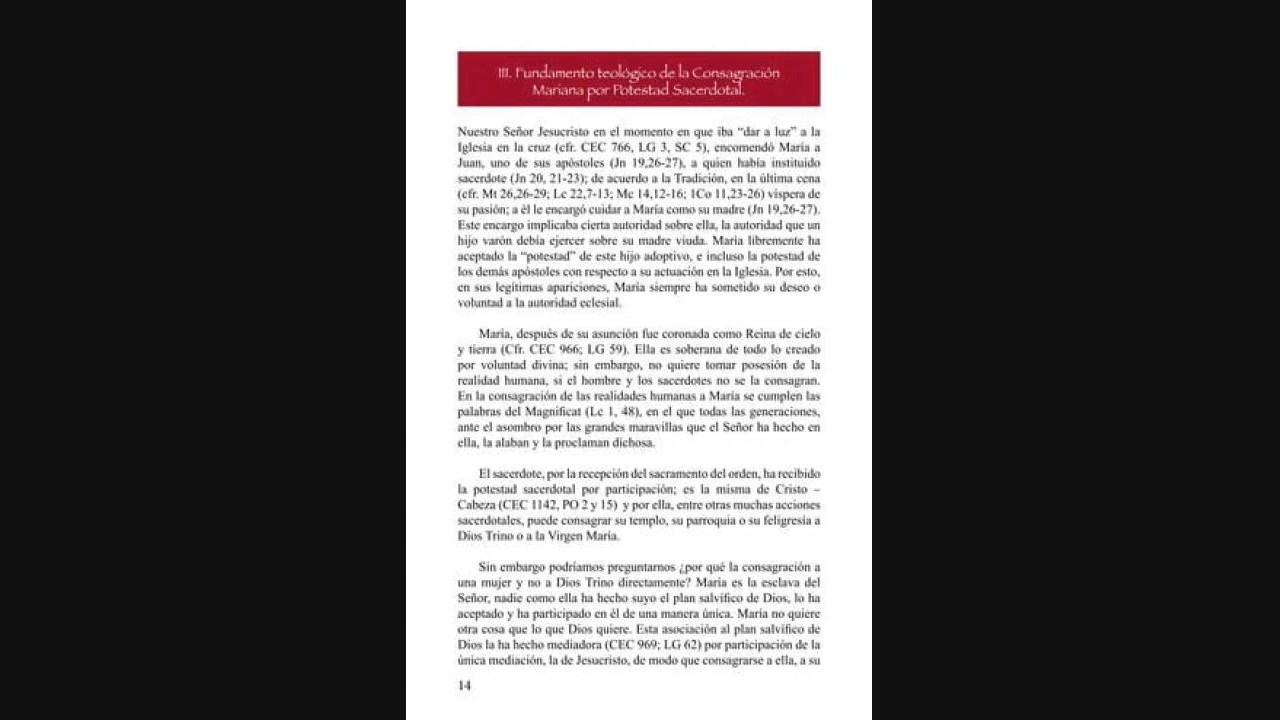 III. Fundamento teológico de la Consagración
Mariana por Potestad Sacerdotal.
Nuestro Señor Jesucristo en el momento en que iba “dar a luz” a la
Iglesia en la cruz (cfr. CEC 766, LG 3, SC 5), encomendó María a
Juan, uno de sus apóstoles (Jn 19,26-27), a quien había instituido
sacerdote (Jn 20, 21-23); de acuerdo a la Tradición, en la última cena
(cfr. Mt 26,26-29; Lc 22,7-13; Mc 14,12-16; 1Co 11,23-26) víspera de
su pasión; a él le encargó cuidar a María como su madre (Jn 19,26-27).
Este encargo implicaba cierta autoridad sobre ella, la autoridad que un
hijo varón debía ejercer sobre su madre viuda. María libremente ha
aceptado la “potestad” de este hijo adoptivo, e incluso la potestad de
los demás apóstoles con respecto a su actuación en la Iglesia. Por esto,
en sus legítimas apariciones, María siempre ha sometido su deseo o
voluntad a la autoridad eclesial.
María, después de su asunción fue coronada como Reina de cielo
y tierra (Cfr. CEC 966; LG 59). Ella es soberana de todo lo creado
por voluntad divina; sin embargo, no quiere tomar posesión de la
realidad humana, si el hombre y los sacerdotes no se la consagran.
En la consagración de las realidades humanas a María se cumplen las
palabras del Magnificat (Lc 1, 48), en el que todas las generaciones,
ante el asombro por las grandes maravillas que el Señor ha hecho en
ella, la alaban y la proclaman dichosa.
El sacerdote, por la recepción del sacramento del orden, ha recibido
la potestad sacerdotal por participación; es la misma de Cristo –
Cabeza (CEC 1142, PO 2 y 15) y por ella, entre otras muchas acciones
sacerdotales, puede consagrar su templo, su parroquia o su feligresía a
Dios Trino o a la Virgen María.
Sin embargo podríamos preguntarnos ¿por qué la consagración a
una mujer y no a Dios Trino directamente? María es la esclava del
Señor, nadie como ella ha hecho suyo el plan salvífico de Dios, lo ha
aceptado y ha participado en él de una manera única. María no quiere
otra cosa que lo que Dios quiere. Esta asociación al plan salvífico de
Dios la ha hecho mediadora (CEC 969; LG 62) por participación de la
única mediación, la de Jesucristo, de modo que consagrarse a ella, a su
14